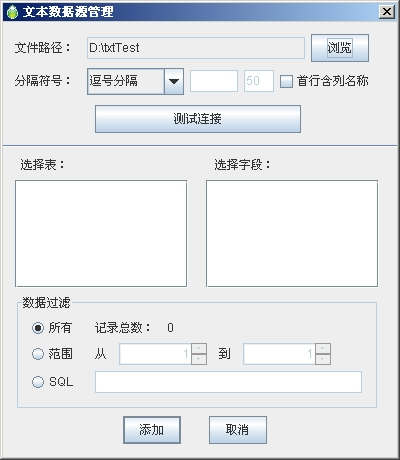 文本数据源管理
文件路径： D:\txtTest 浏览
分隔符号： 逗号分隔 50 首行含列名称
测试连接
选择表： 选择字段：
数据过滤
所有 记录总数： 0
范围 从 1 到 1
SQL
添加 取消